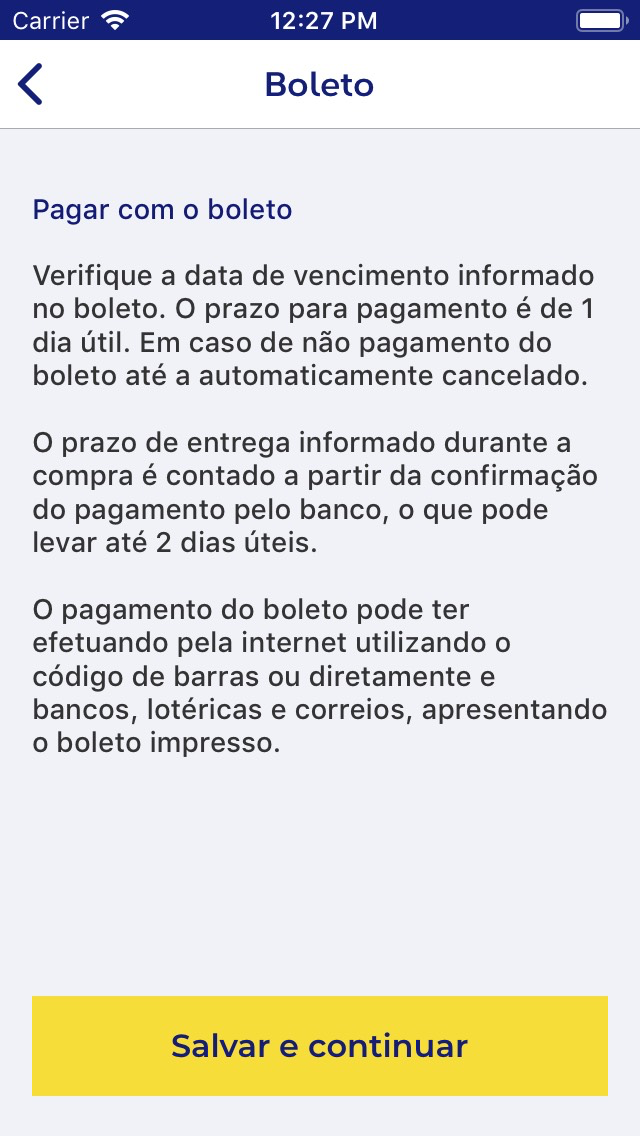 Carrier 12:27 PM
Boleto
Pagar com o boleto
Verifique a data de vencimento informado
no boleto. O prazo para pagamento é de 1
dia útil. Em caso de não pagamento do
boleto até a automaticamente cancelado.
O prazo de entrega informado durante a
compra é contado a partir da confirmação
do pagamento pelo banco, o que pode
levar até 2 dias úteis.
O pagamento do boleto pode ter
efetuando pela internet utilizando o
código de barras ou diretamente e
bancos, lotéricas e correios, apresentando
o boleto impresso.
Salvar e continuar